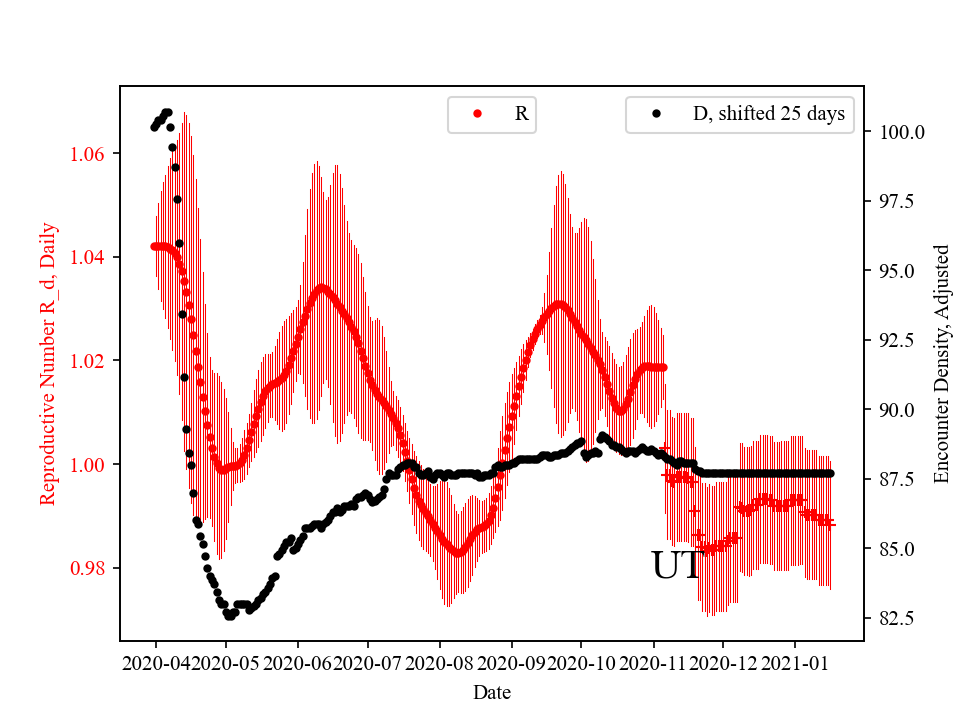 R
D, shifted 25 days
Reproductive Number R_d, Daily
1.06
1.04
1.02
1.00
0.98
100.0
97.5
95.0
92.5
90.0
87.5
85.0
82.5
Encounter Density, Adjusted
UT
2020-04 2020-05 2020-06 2020-07 2020-08 2020-09 2020-10 2020-11 2020-12 2021-01
Date